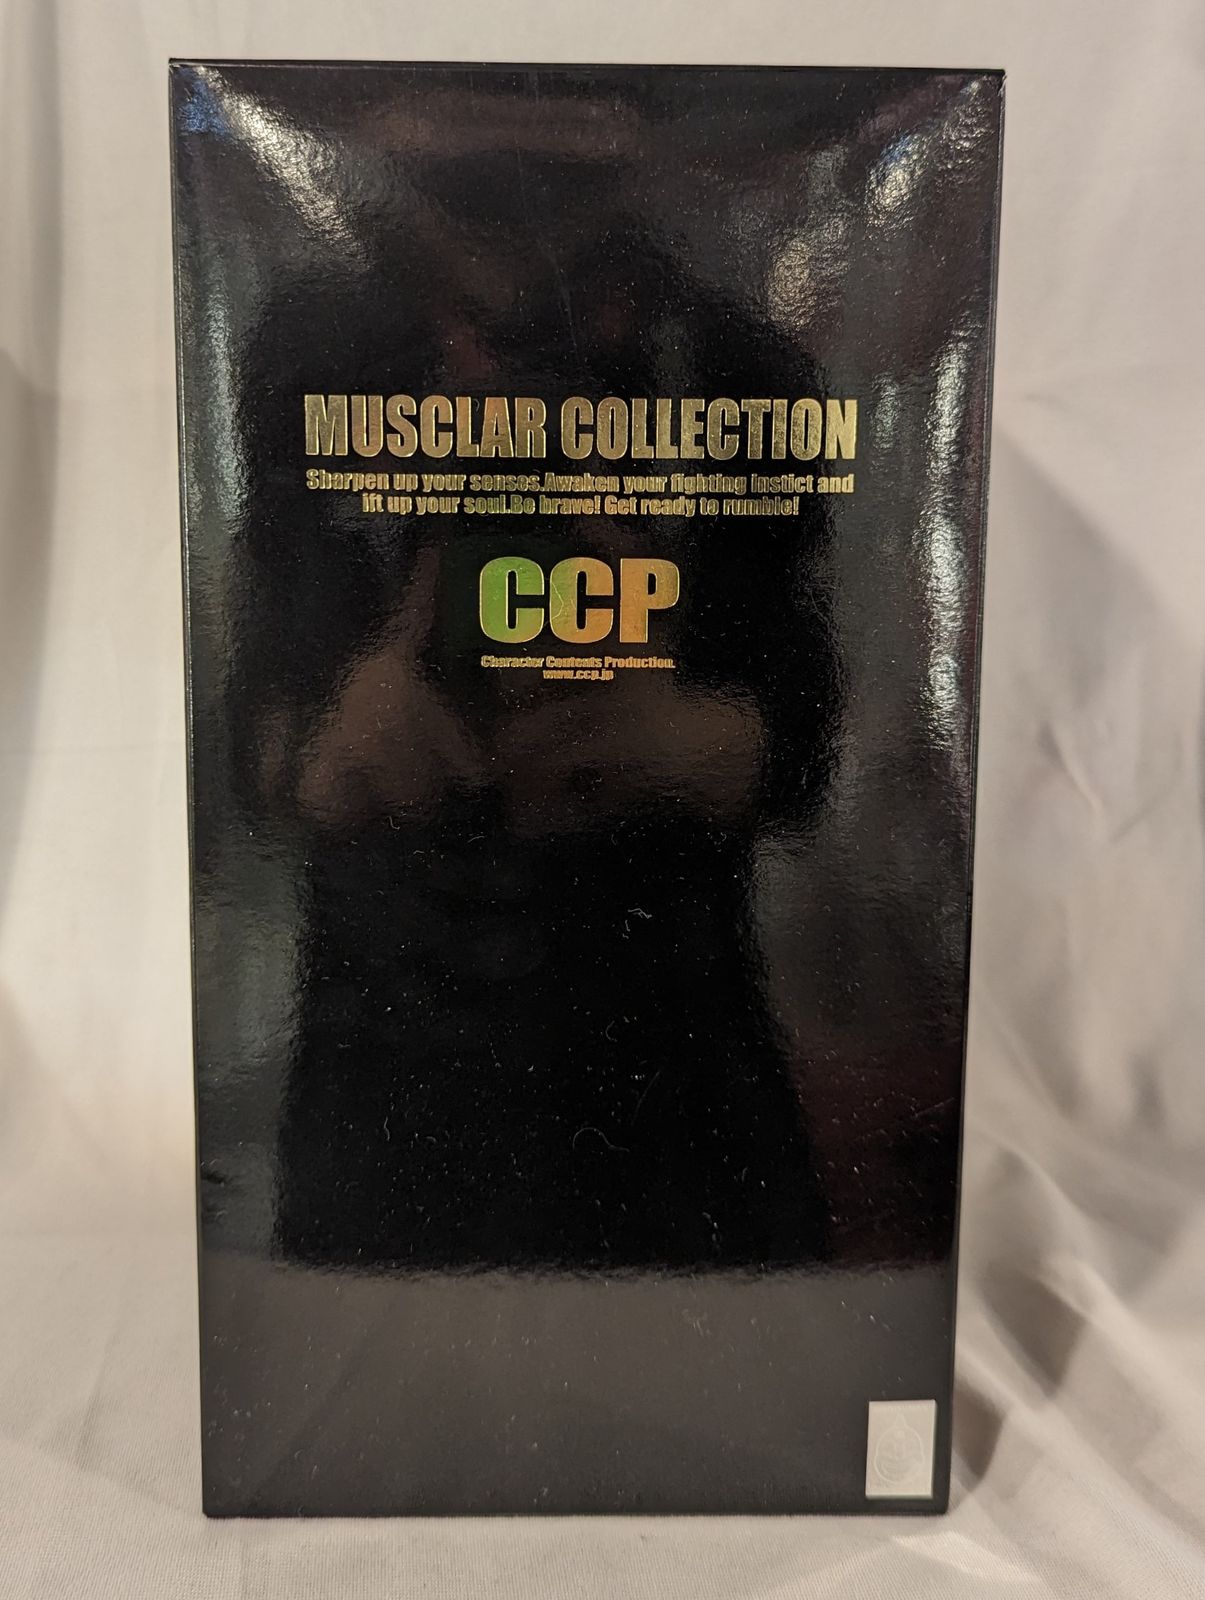 MUSCLAR COLLECTION
Sharpen up your senses.Awaken your fighting instict and
lift up your soul.Be brave! Get ready to rumble!
CCP
Character Contents Production.
www.ccp.jp